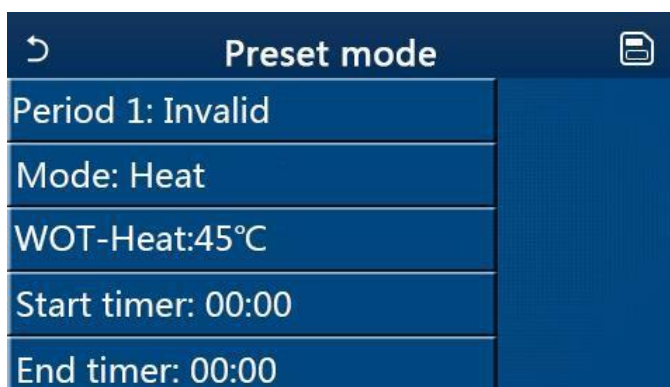 Preset mode
Period 1: Invalid
Mode: Heat
WOT-Heat:45℃
Start timer: 00:00
End timer: 00:00